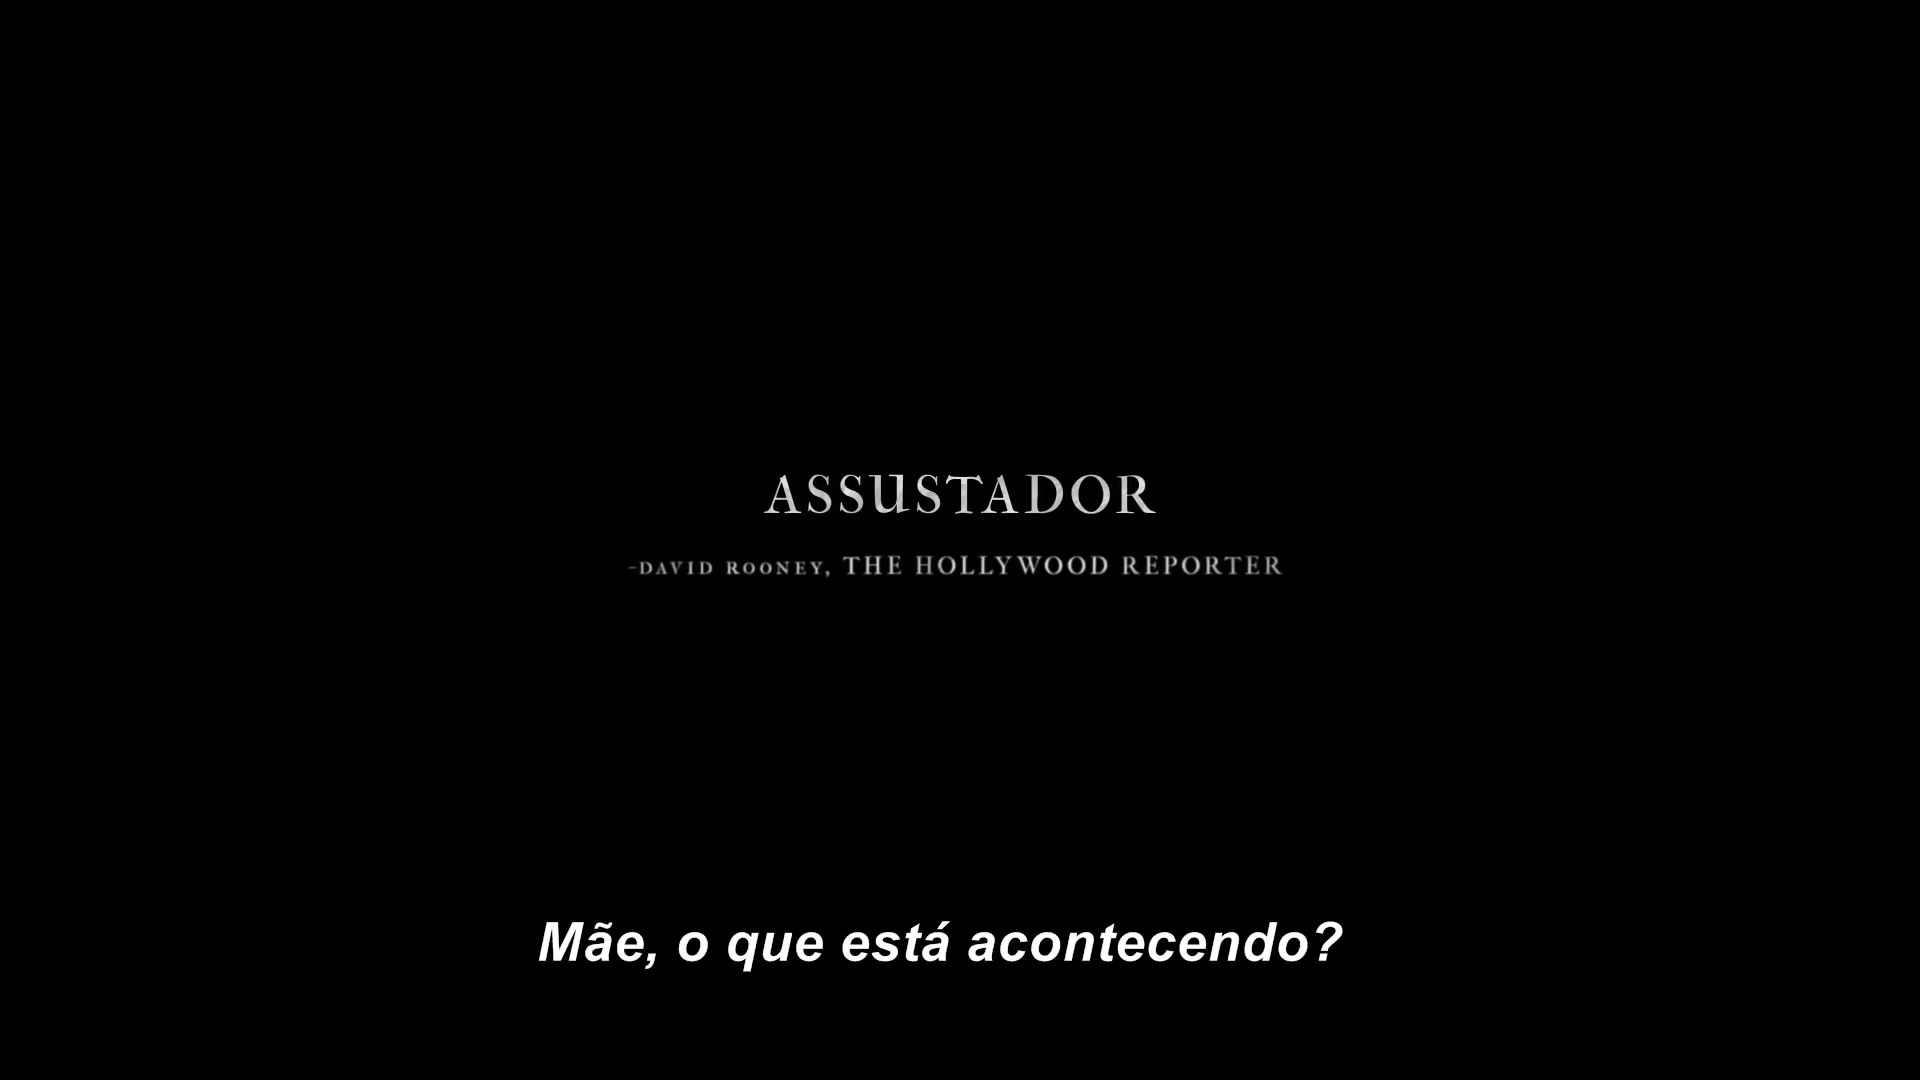 ASSUSTADOR
-DAVID ROONEY, THE HOLLYWOOD REPORTER
Mãe, o que está acontecendo?